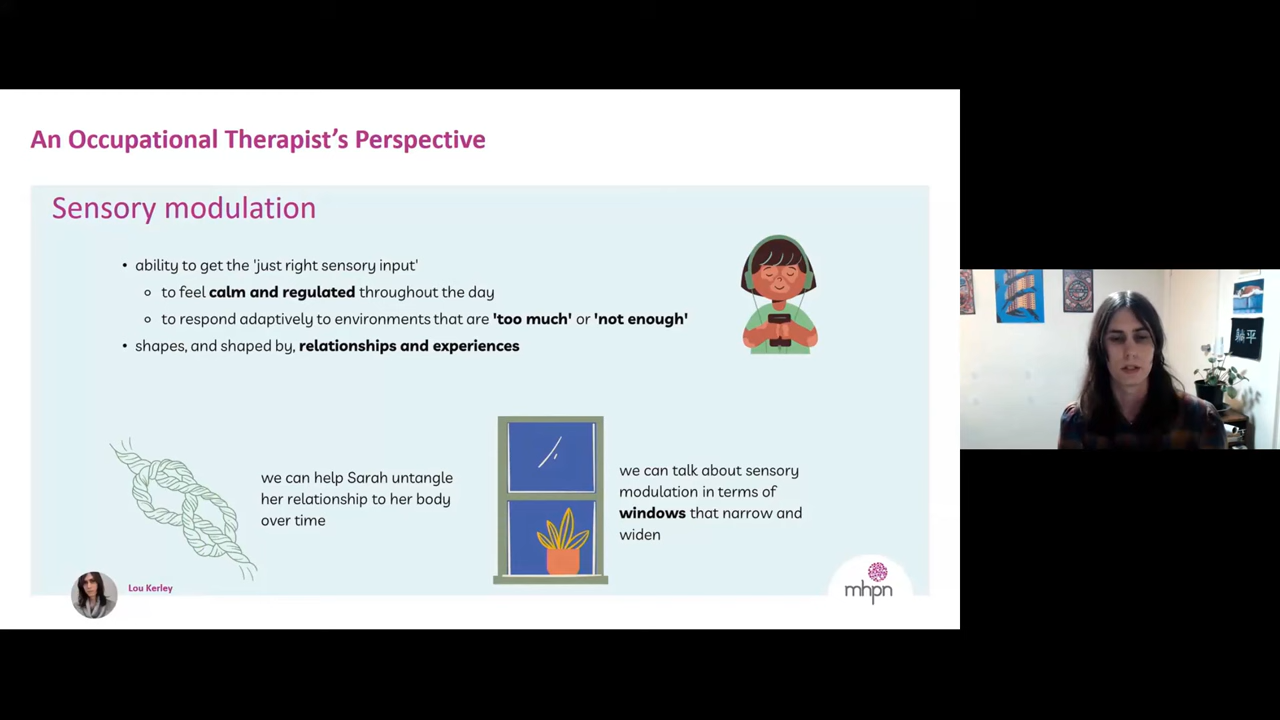 An Occupational Therapist’s Perspective
Sensory modulation
• ability to get the 'just right sensory input'
◦ to feel calm and regulated throughout the day
◦ to respond adaptively to environments that are 'too much' or 'not enough'
• shapes, and shaped by, relationships and experiences
we can help Sarah untangle
her relationship to her body
over time
we can talk about sensory
modulation in terms of
windows that narrow and
widen
Lou Kerley
mhpn
躺平